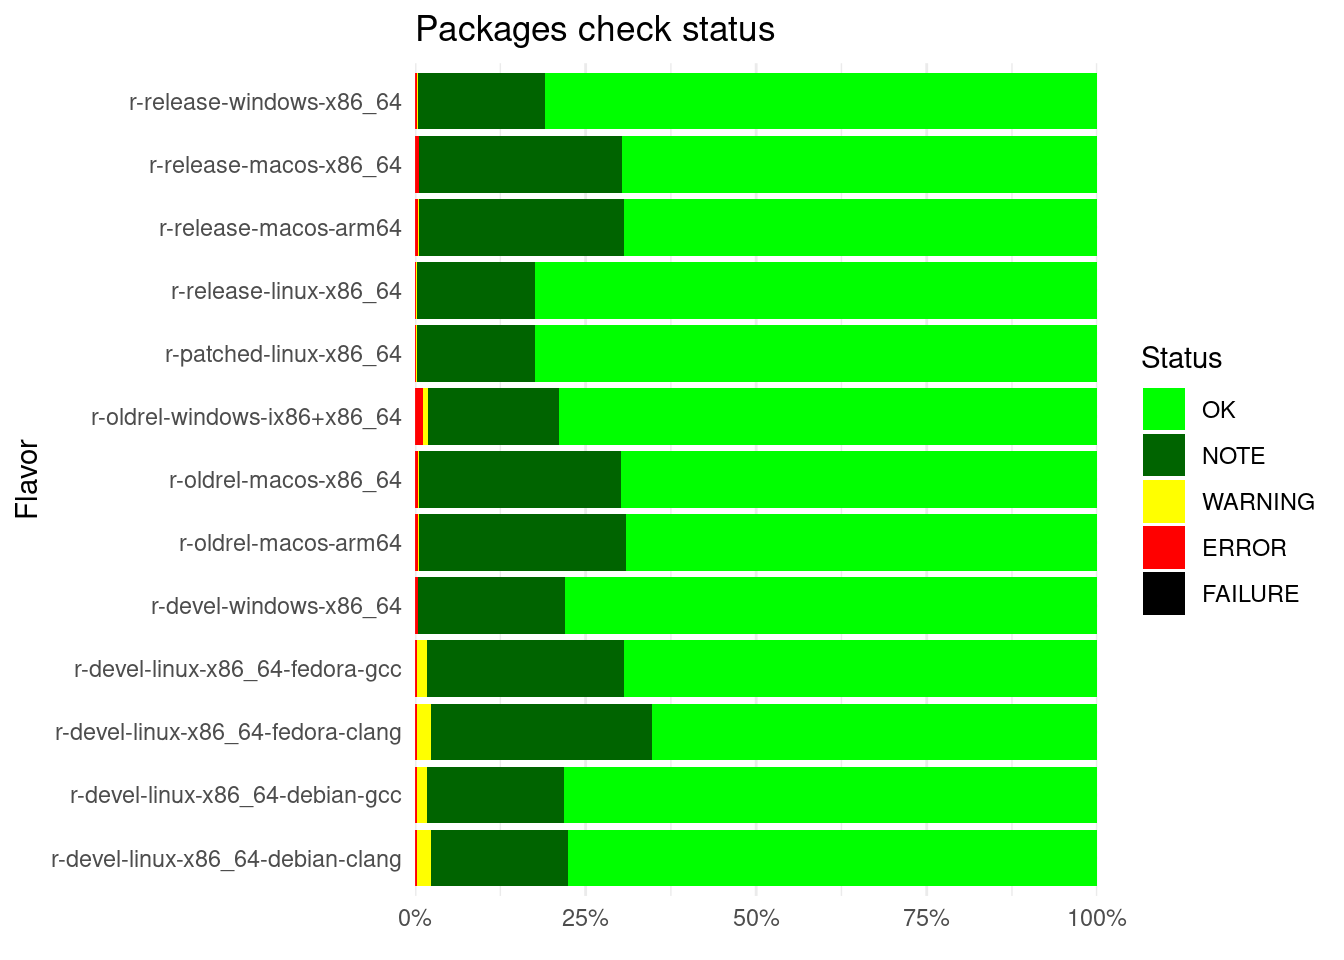 Packages check status
Flavor
r-release-windows-x86_64
r-release-macos-x86_64
r-release-macos-arm64
r-release-linux-x86_64
r-patched-linux-x86_64
r-oldrel-windows-ix86+x86_64
r-oldrel-macos-x86_64
r-oldrel-macos-arm64
r-devel-windows-x86_64
r-devel-linux-x86_64-fedora-gcc
r-devel-linux-x86_64-fedora-clang
r-devel-linux-x86_64-debian-gcc
r-devel-linux-x86_64-debian-clang
0% 25% 50% 75% 100%
Status
OK
NOTE
WARNING
ERROR
FAILURE